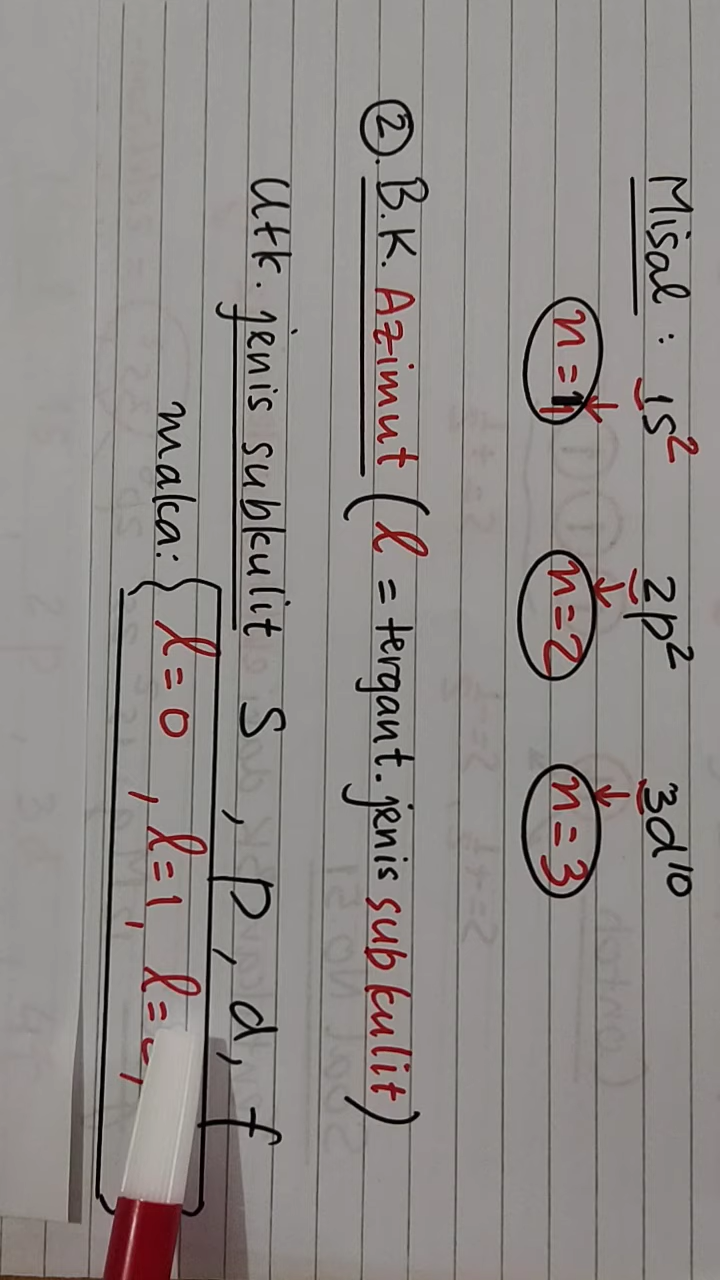 Misal : 1s² 2p² 3d¹⁰
n=1 n=2 n=3
②. B.K. Azimut (l = tergant. jenis subkulit)
Utk. jenis subkulit s, p, d, f
maka: { l=0, l=1, l=